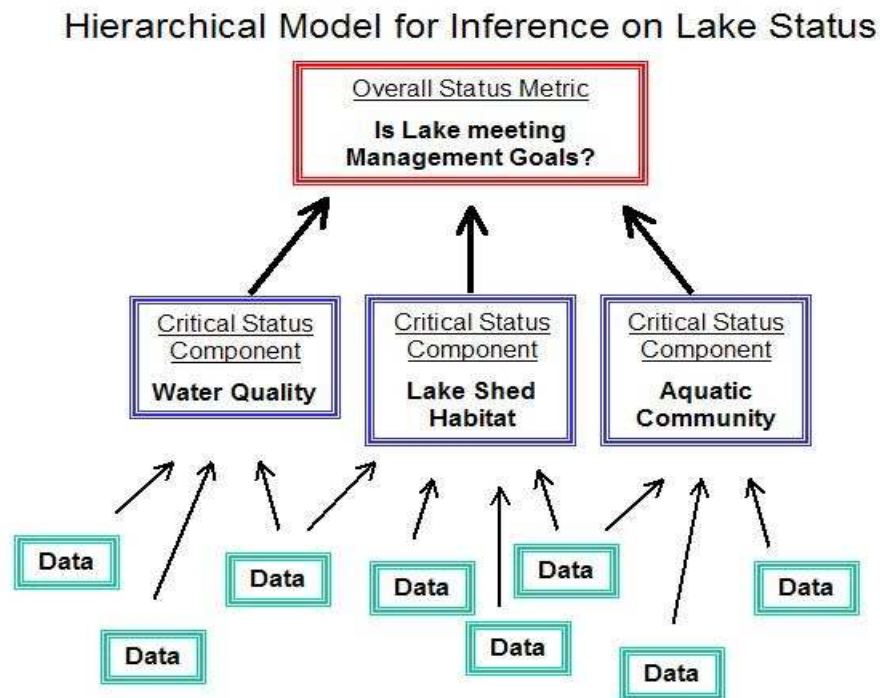 Hierarchical Model for Inference on Lake Status
Overall Status Metric
Is Lake meeting
Management Goals?
Critical Status
Component
Water Quality
Critical Status
Component
Lake Shed
Habitat
Critical Status
Component
Aquatic
Community
Data
Data
Data
Data
Data
Data
Data
Data